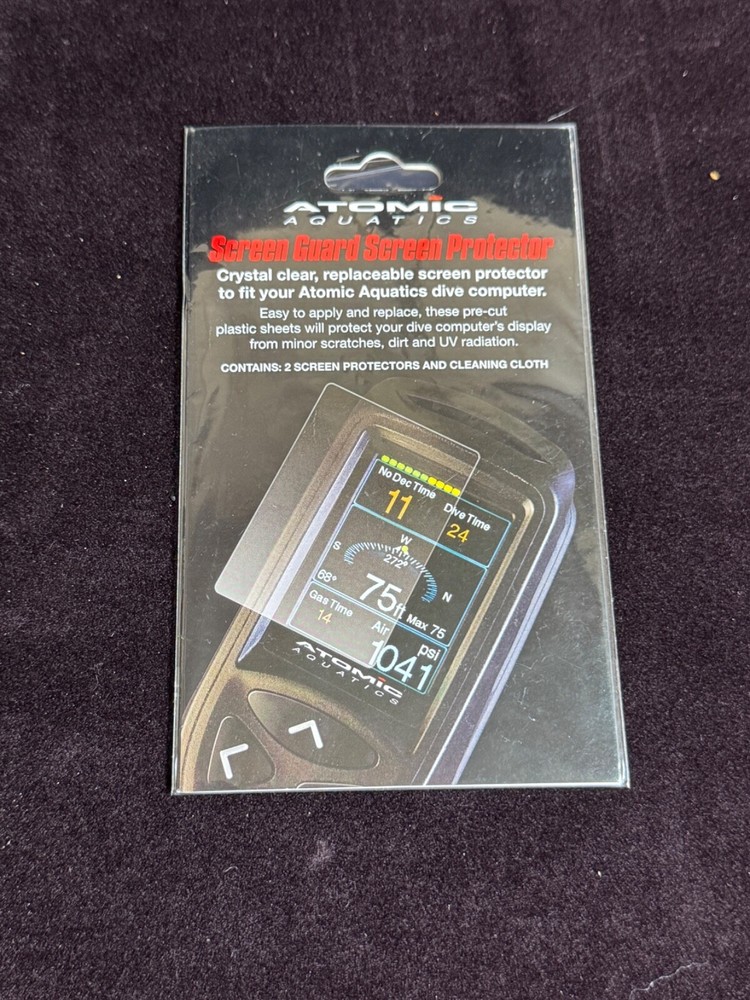 ATOMIC
AQUATICS
Screen Guard Screen Protector
Crystal clear, replaceable screen protector
to fit your Atomic Aquatics dive computer.
Easy to apply and replace, these pre-cut
plastic sheets will protect your dive computer's display
from minor scratches, dirt and UV radiation.
CONTAINS: 2 SCREEN PROTECTORS AND CLEANING CLOTH
No Dec Time
11
Dive Time
24
W
S
272°
N
68°
75ft
Max 75
Gas Time
14
Air
psi
1041
ATOMIC
AQUATICS